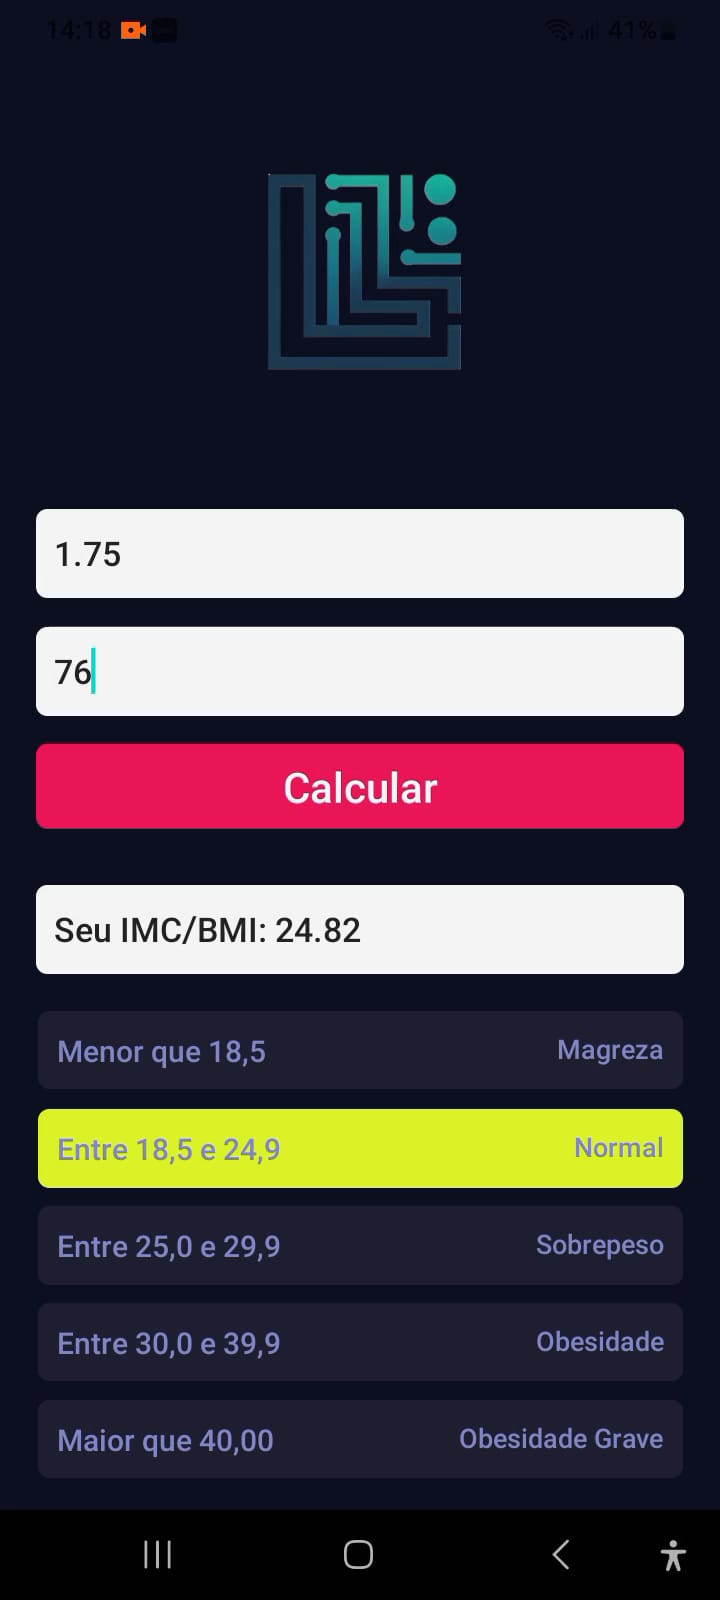 14:18
41%
1.75
76
Calcular
Seu IMC/BMI: 24.82
Menor que 18,5 Magreza
Entre 18,5 e 24,9 Normal
Entre 25,0 e 29,9 Sobrepeso
Entre 30,0 e 39,9 Obesidade
Maior que 40,00 Obesidade Grave